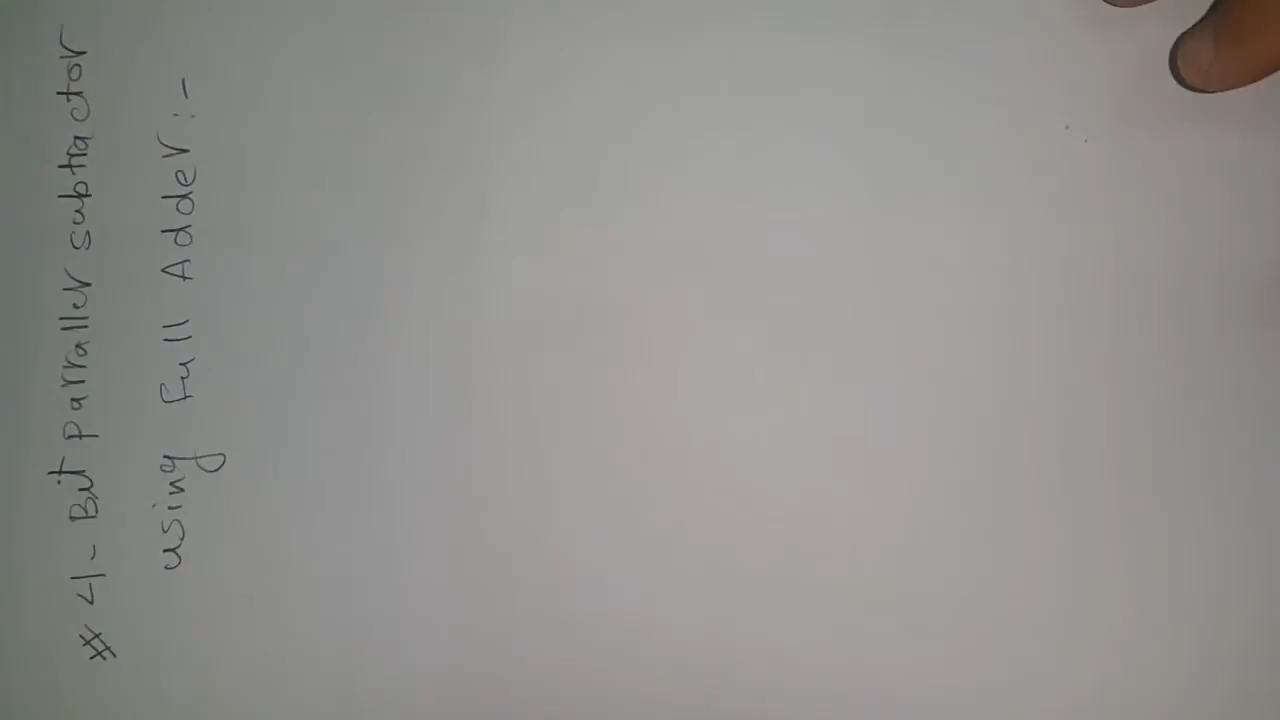 # 4-Bit parraller subtractor
using Full Adder:-